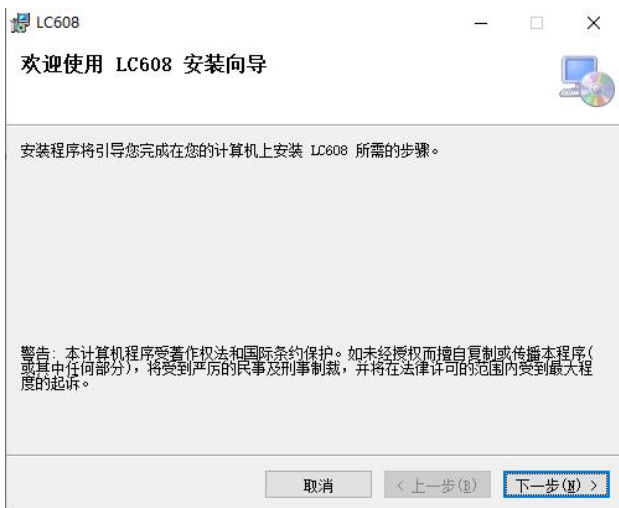 LC608
欢迎使用 LC608 安装向导
安装程序将引导您完成在您的计算机上安装 LC608 所需的步骤。
警告: 本计算机程序受著作权法和国际条约保护。如未经授权而擅自复制或传播本程序(
或其中任何部分)，将受到严厉的民事及刑事制裁，并将在法律许可的范围内受到最大程
度的起诉。
取消
< 上一步(B)
下一步(N) >